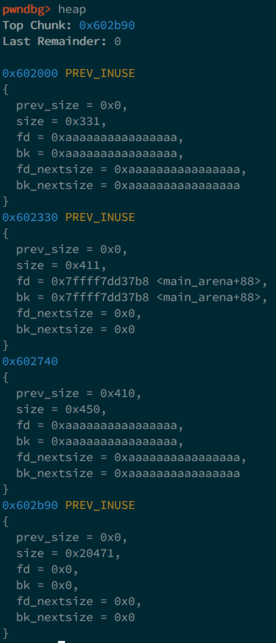 pwndbg> heap
Top Chunk: 0x602b90
Last Remainder: 0
0x602000 PREV_INUSE
{
prev_size = 0x0,
size = 0x331,
fd = 0xaaaaaaaaaaaaaaaa,
bk = 0xaaaaaaaaaaaaaaaa,
fd_nextsize = 0xaaaaaaaaaaaaaaaa,
bk_nextsize = 0xaaaaaaaaaaaaaaaa
}
0x602330 PREV_INUSE
{
prev_size = 0x0,
size = 0x411,
fd = 0x7ffff7dd37b8 <main_arena+88>,
bk = 0x7ffff7dd37b8 <main_arena+88>,
fd_nextsize = 0x0,
bk_nextsize = 0x0
}
0x602740
{
prev_size = 0x410,
size = 0x450,
fd = 0xaaaaaaaaaaaaaaaa,
bk = 0xaaaaaaaaaaaaaaaa,
fd_nextsize = 0xaaaaaaaaaaaaaaaa,
bk_nextsize = 0xaaaaaaaaaaaaaaaa
}
0x602b90 PREV_INUSE
{
prev_size = 0x0,
size = 0x20471,
fd = 0x0,
bk = 0x0,
fd_nextsize = 0x0,
bk_nextsize = 0x0
}